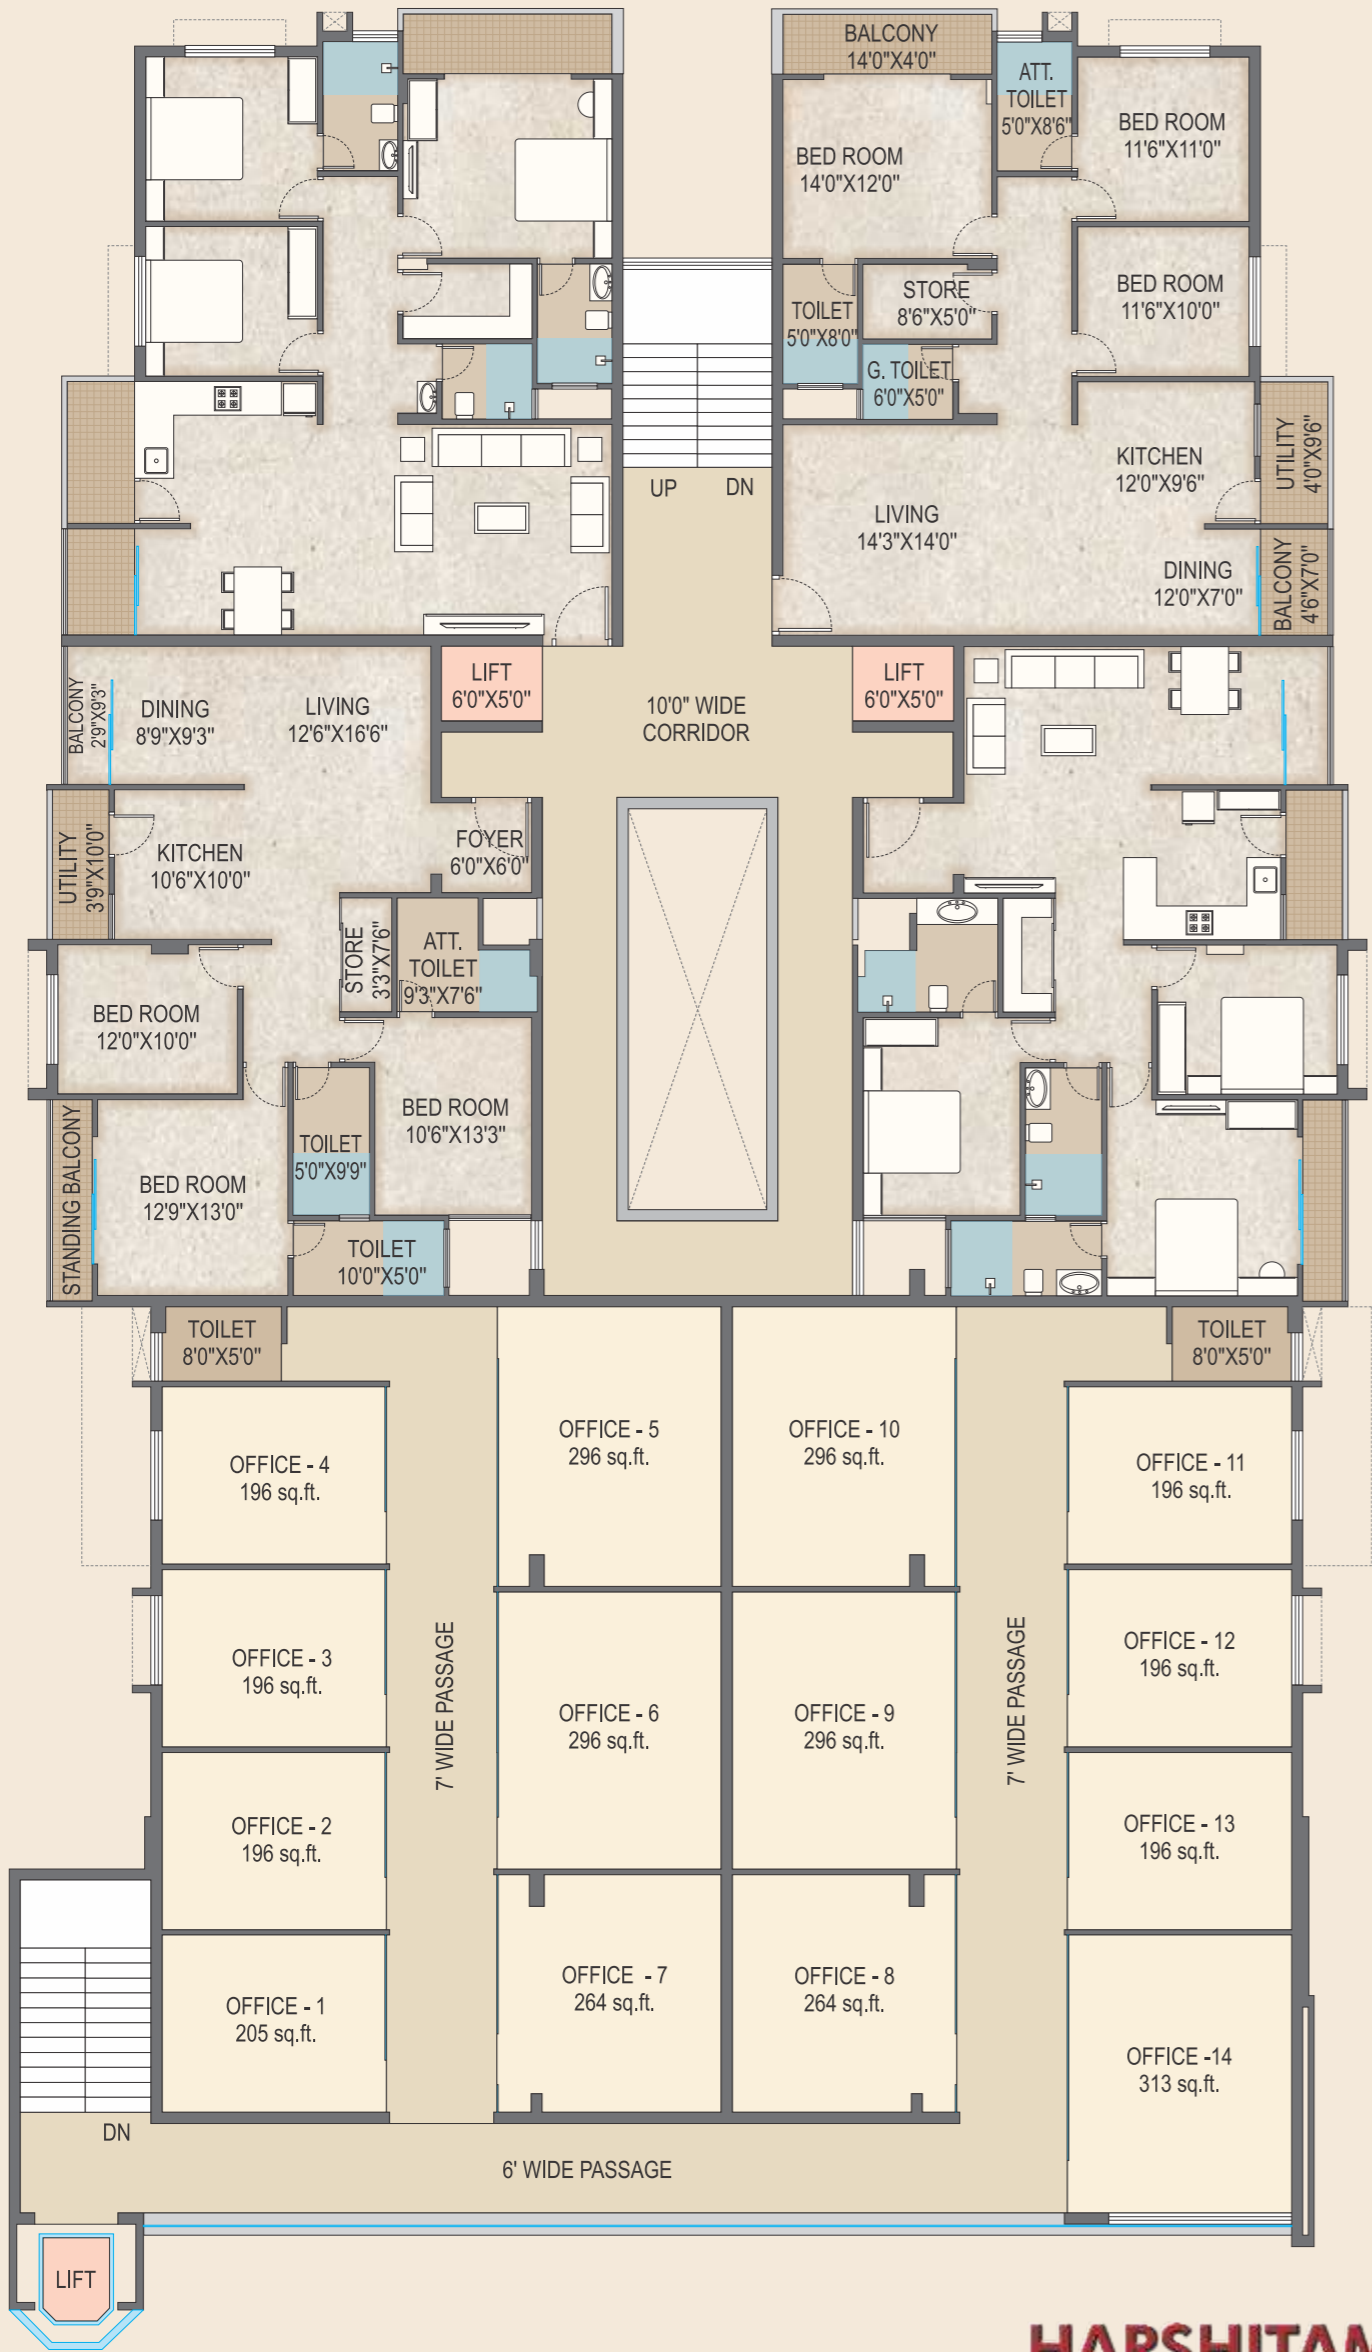 BALCONY
14'0"X4'0"
ATT.
TOILET
5'0"X8'6"
BED ROOM
11'6"X11'0"
BED ROOM
14'0"X12'0"
BED ROOM
11'6"X10'0"
STORE
8'6"X5'0"
TOILET
5'0"X8'0"
G. TOILET
6'0"X5'0"
KITCHEN
12'0"X9'6"
UTILITY
4'0"X9'6"
UP
DN
LIVING
14'3"X14'0"
DINING
12'0"X7'0"
BALCONY
4'6"X7'0"
LIFT
6'0"X5'0"
LIFT
6'0"X5'0"
10'0" WIDE
CORRIDOR
BALCONY
2'9"X9'3"
DINING
8'9"X9'3"
LIVING
12'6"X16'6"
UTILITY
3'9"X10'0"
KITCHEN
10'6"X10'0"
FOYER
6'0"X6'0"
STORE
3'3"X7'6"
ATT.
TOILET
9'3"X7'6"
BED ROOM
12'0"X10'0"
BED ROOM
10'6"X13'3"
STANDING BALCONY
BED ROOM
12'9"X13'0"
TOILET
5'0"X9'9"
TOILET
10'0"X5'0"
TOILET
8'0"X5'0"
TOILET
8'0"X5'0"
OFFICE - 4
196 sq.ft.
OFFICE - 5
296 sq.ft.
OFFICE - 10
296 sq.ft.
OFFICE - 11
196 sq.ft.
OFFICE - 3
196 sq.ft.
7' WIDE PASSAGE
OFFICE - 6
296 sq.ft.
OFFICE - 9
296 sq.ft.
7' WIDE PASSAGE
OFFICE - 12
196 sq.ft.
OFFICE - 2
196 sq.ft.
OFFICE - 13
196 sq.ft.
OFFICE - 1
205 sq.ft.
OFFICE - 7
264 sq.ft.
OFFICE - 8
264 sq.ft.
OFFICE -14
313 sq.ft.
DN
6' WIDE PASSAGE
LIFT
HARSHITAM